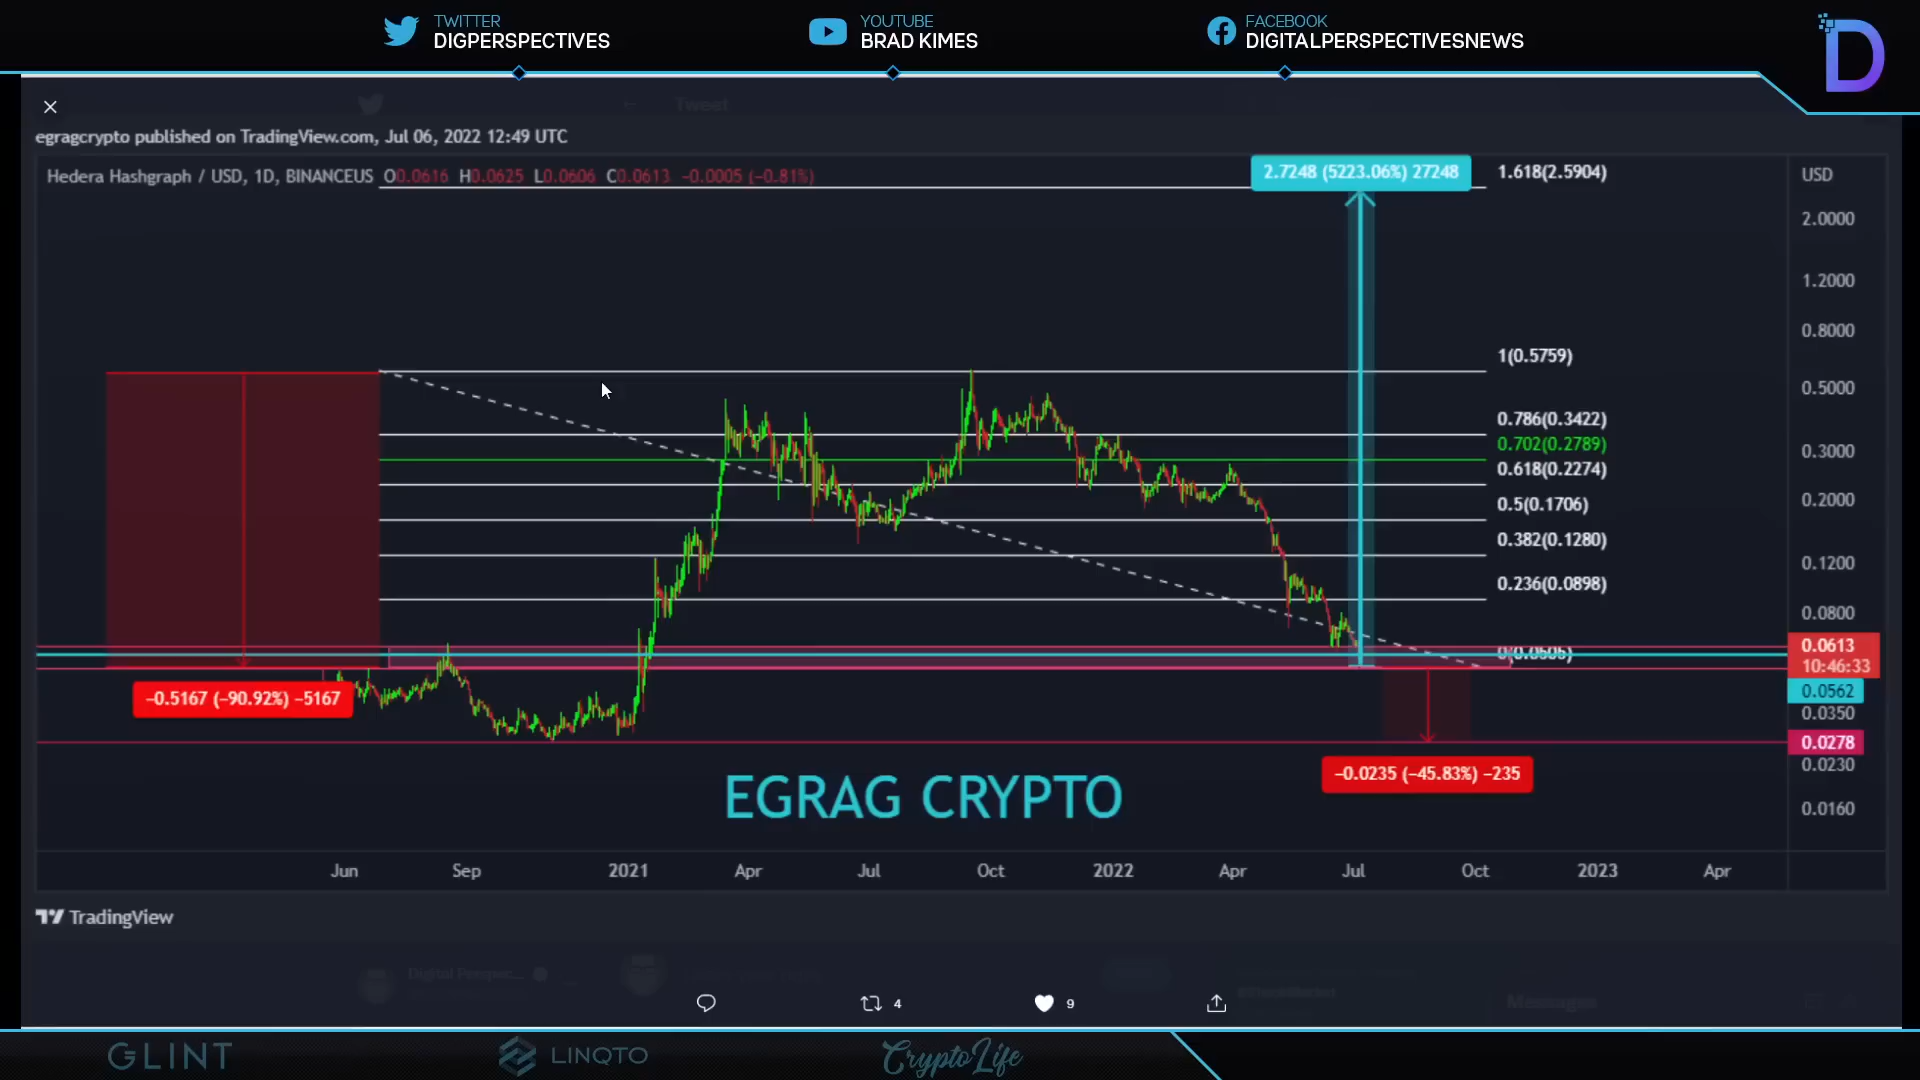 TWITTER
DIGPERSPECTIVES
YOUTUBE
BRAD KIMES
FACEBOOK
DIGITALPERSPECTIVESNEWS
D
Tweet
egragcrypto published on TradingView.com, Jul 06, 2022 12:49 UTC
Hedera Hashgraph / USD, 1D, BINANCEUS O0.0616 H0.0625 L0.0606 C0.0613 −0.0005 (−0.81%)
2.7248 (5223.06%) 27248
1.618(2.5904)
USD
2.0000
1.2000
0.8000
1(0.5759)
0.5000
0.786(0.3422)
0.702(0.2789)
0.3000
0.618(0.2274)
0.2000
0.5(0.1706)
0.382(0.1280)
0.1200
0.236(0.0898)
0.0800
0(0.0505)
0.0613
10:46:33
0.0562
−0.5167 (−90.92%) −5167
0.0350
0.0278
0.0230
−0.0235 (−45.83%) −235
EGRAG CRYPTO
0.0160
Jun Sep 2021 Apr Jul Oct 2022 Apr Jul Oct 2023 Apr
TradingView
Digital Perspec...
Messages
4
9
GLINT
LINQTO
CryptoLife